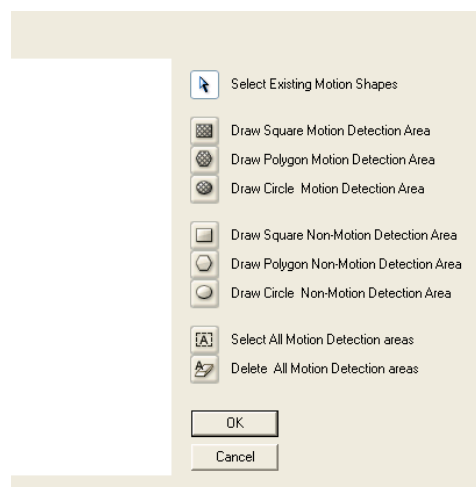 Select Existing Motion Shapes
Draw Square Motion Detection Area
Draw Polygon Motion Detection Area
Draw Circle  Motion Detection Area
Draw Square Non-Motion Detection Area
Draw Polygon Non-Motion Detection Area
Draw Circle  Non-Motion Detection Area
Select All Motion Detection areas
Delete  All Motion Detection areas
OK
Cancel